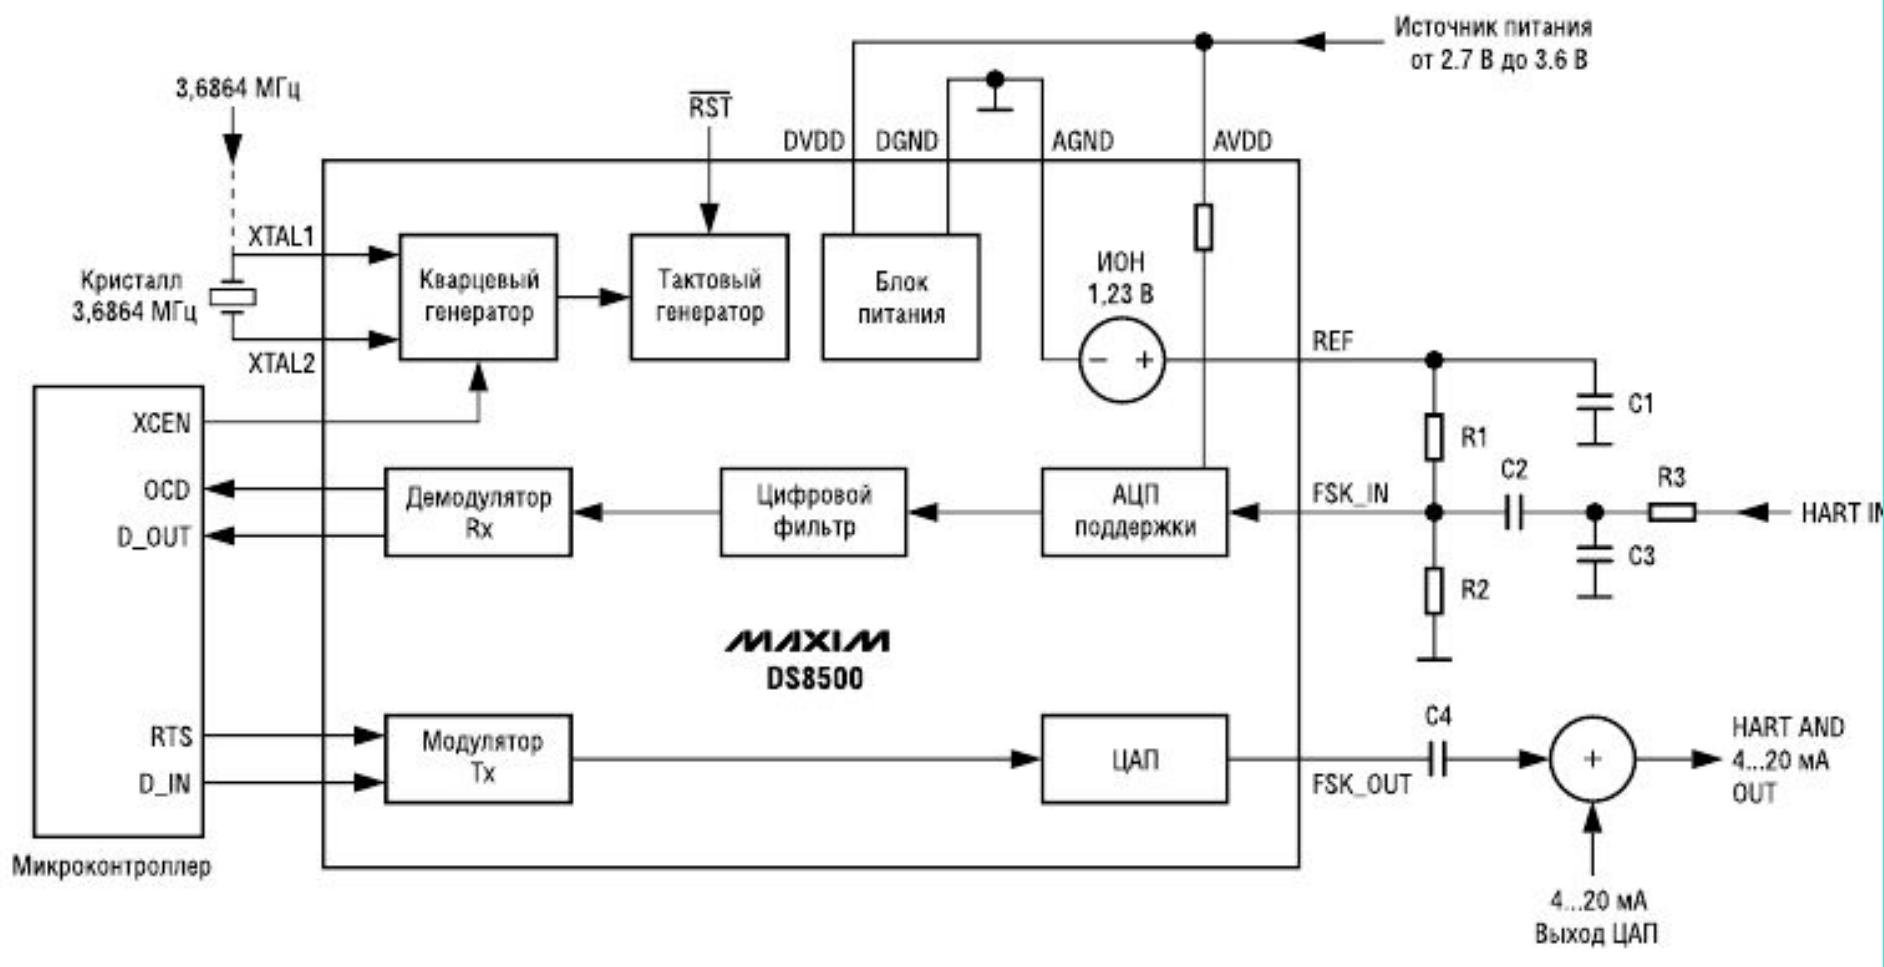 Источник питания
от 2.7 В до 3.6 В
3,6864 МГц
RST
DVDD
DGND
AGND
AVDD
XTAL1
Кристалл
3,6864 МГц
XTAL2
Кварцевый
генератор
Тактовый
генератор
Блок
питания
ИОН
1,23 В
− +
REF
C1
R1
XCEN
OCD
D_OUT
Демодулятор
Rx
Цифровой
фильтр
АЦП
поддержки
FSK_IN
C2
R3
HART IN
C3
R2
MAXIM
DS8500
RTS
D_IN
Модулятор
Tx
ЦАП
FSK_OUT
C4
+
HART AND
4...20 мА
OUT
Микроконтроллер
4...20 мА
Выход ЦАП